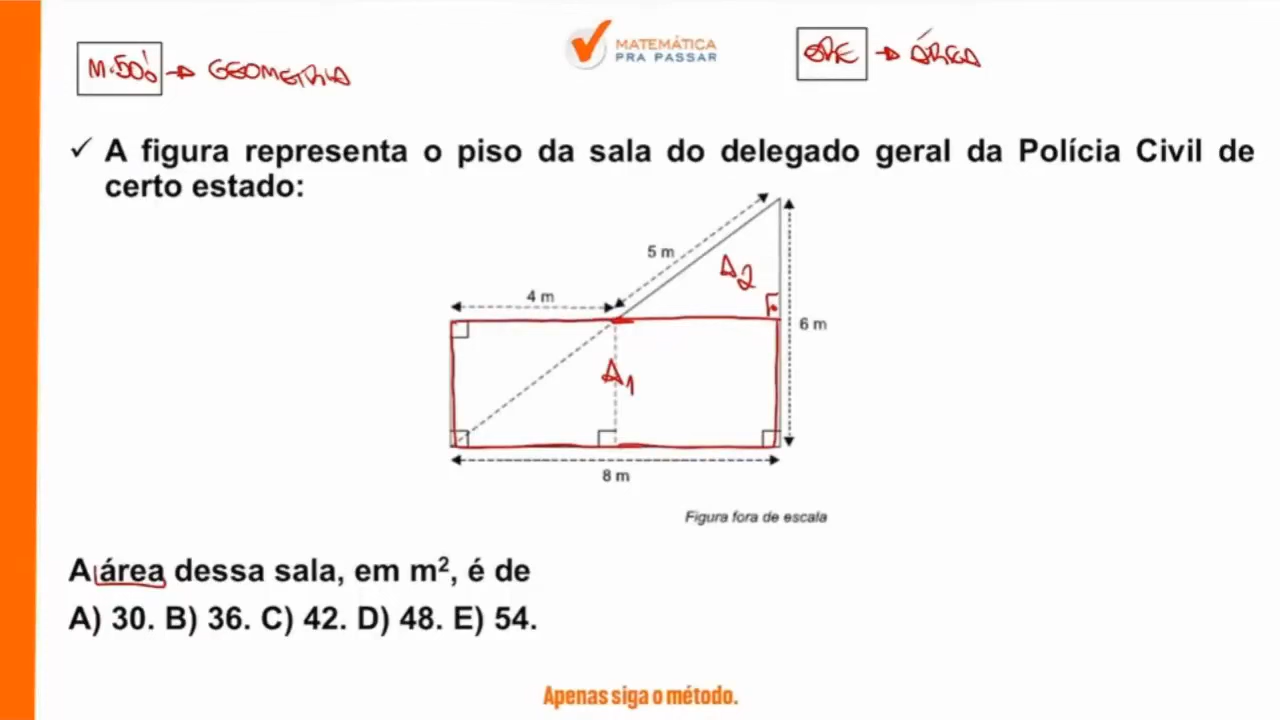 M.500 → GEOMETRIA
MATEMÁTICA
PRA PASSAR
→ ÁREA
✓ A figura representa o piso da sala do delegado geral da Polícia Civil de
certo estado:
5 m
A2
4 m
6 m
A1
8 m
Figura fora de escala
A área dessa sala, em m², é de
A) 30. B) 36. C) 42. D) 48. E) 54.
Apenas siga o método.